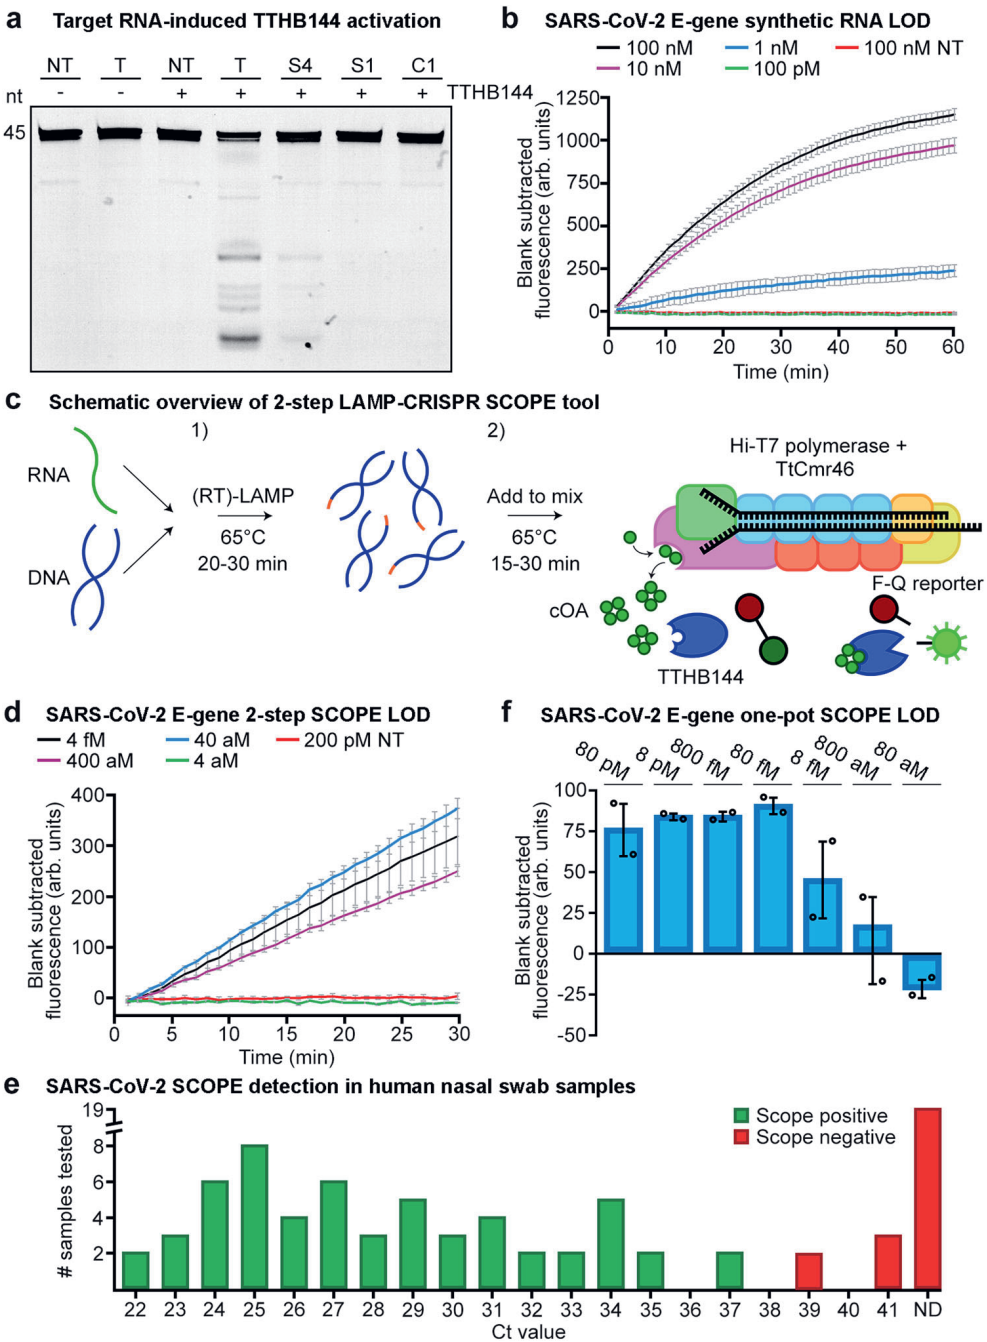 a Target RNA-induced TTHB144 activation
NT T NT T S4 S1 C1
nt - - + + + + + TTHB144
45
b SARS-CoV-2 E-gene synthetic RNA LOD
100 nM 1 nM 100 nM NT
10 nM 100 pM
Blank subtracted
fluorescence (arb. units)
1250
1000
750
500
250
0
0 10 20 30 40 50 60
Time (min)
c Schematic overview of 2-step LAMP-CRISPR SCOPE tool
1) 2)
RNA
DNA
(RT)-LAMP
65°C
20-30 min
Add to mix
65°C
15-30 min
Hi-T7 polymerase +
TtCmr46
F-Q reporter
cOA
TTHB144
d SARS-CoV-2 E-gene 2-step SCOPE LOD
4 fM 40 aM 200 pM NT
400 aM 4 aM
Blank subtracted
fluorescence (arb. units)
400
300
200
100
0
0 5 10 15 20 25 30
Time (min)
f SARS-CoV-2 E-gene one-pot SCOPE LOD
80 pM 8 pM 800 fM 80 fM 8 fM 800 aM 80 aM
Blank subtracted
fluorescence (arb. units)
100
75
50
25
0
-25
-50
e SARS-CoV-2 SCOPE detection in human nasal swab samples
Scope positive
Scope negative
# samples tested
19
8
6
4
2
22 23 24 25 26 27 28 29 30 31 32 33 34 35 36 37 38 39 40 41 ND
Ct value